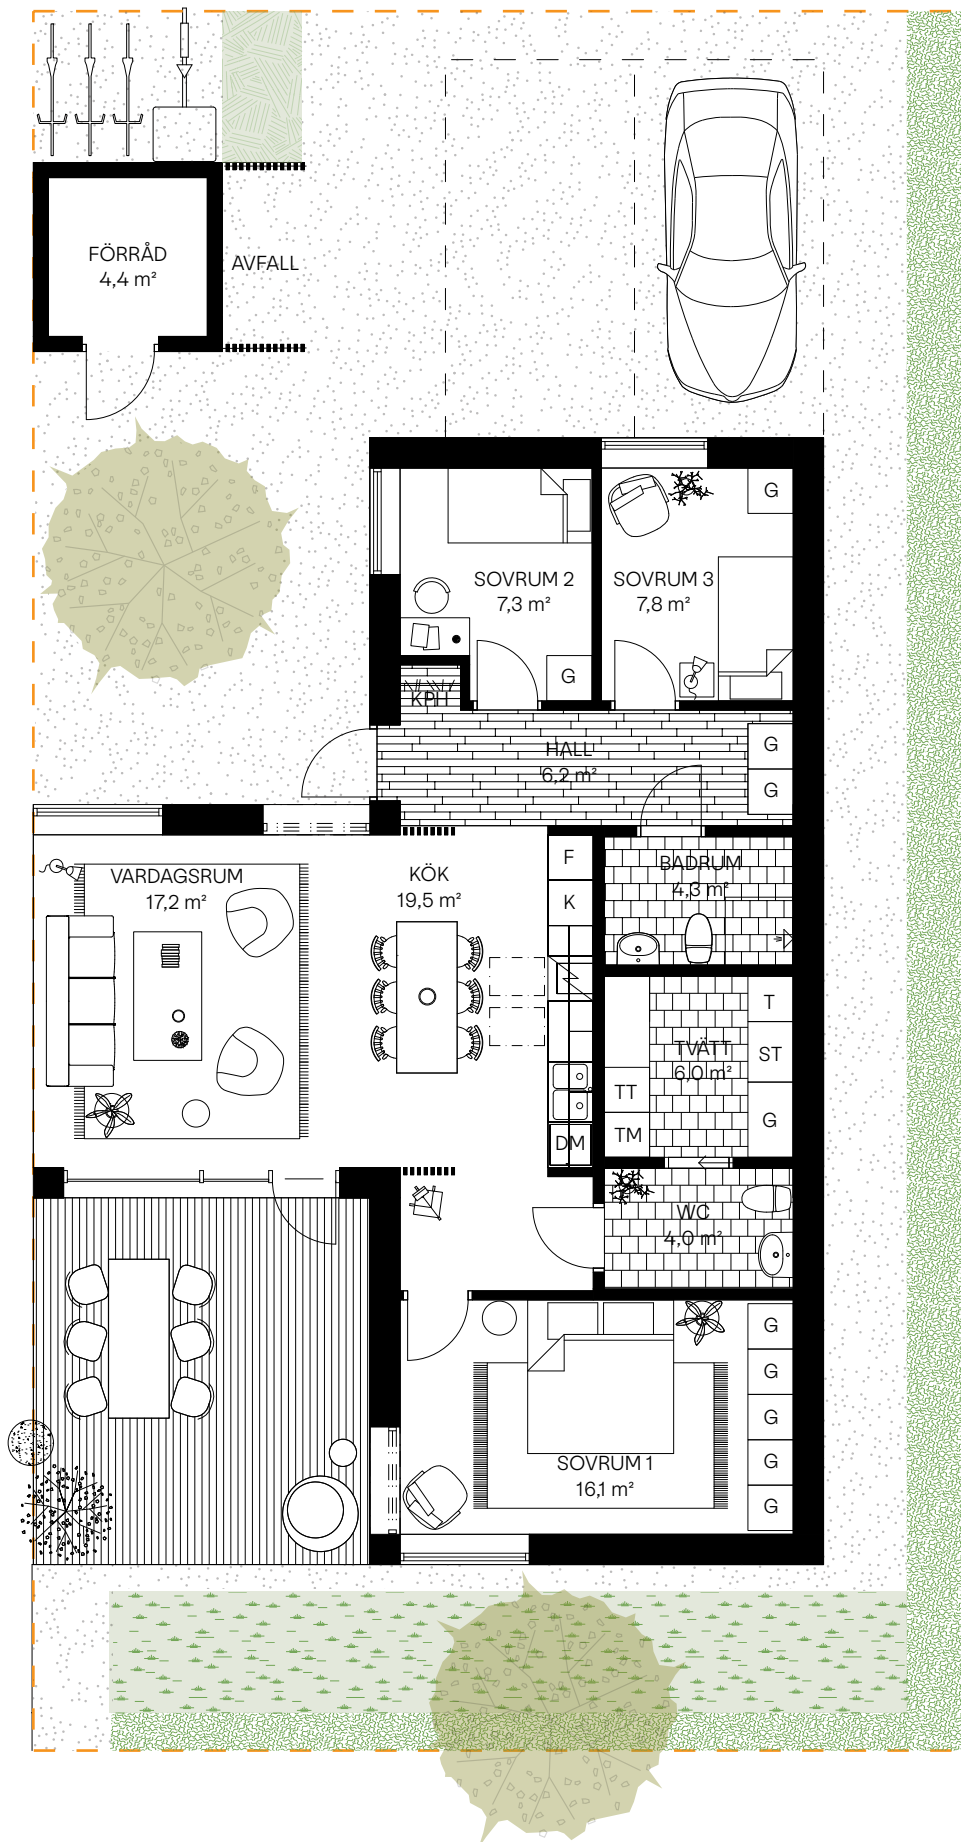 FÖRRÅD
4,4 m²
AVFALL
G
SOVRUM 2
7,3 m²
SOVRUM 3
7,8 m²
G
KPH
HALL
6,2 m²
G
G
VARDAGSRUM
17,2 m²
KÖK
19,5 m²
F
K
BADRUM
4,3 m²
T
TVÄTT
6,0 m²
ST
TT
TM
G
DM
WC
4,0 m²
G
G
G
G
G
SOVRUM 1
16,1 m²